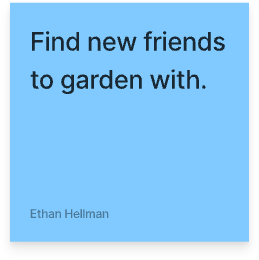 Find new friends
to garden with.
Ethan Hellman